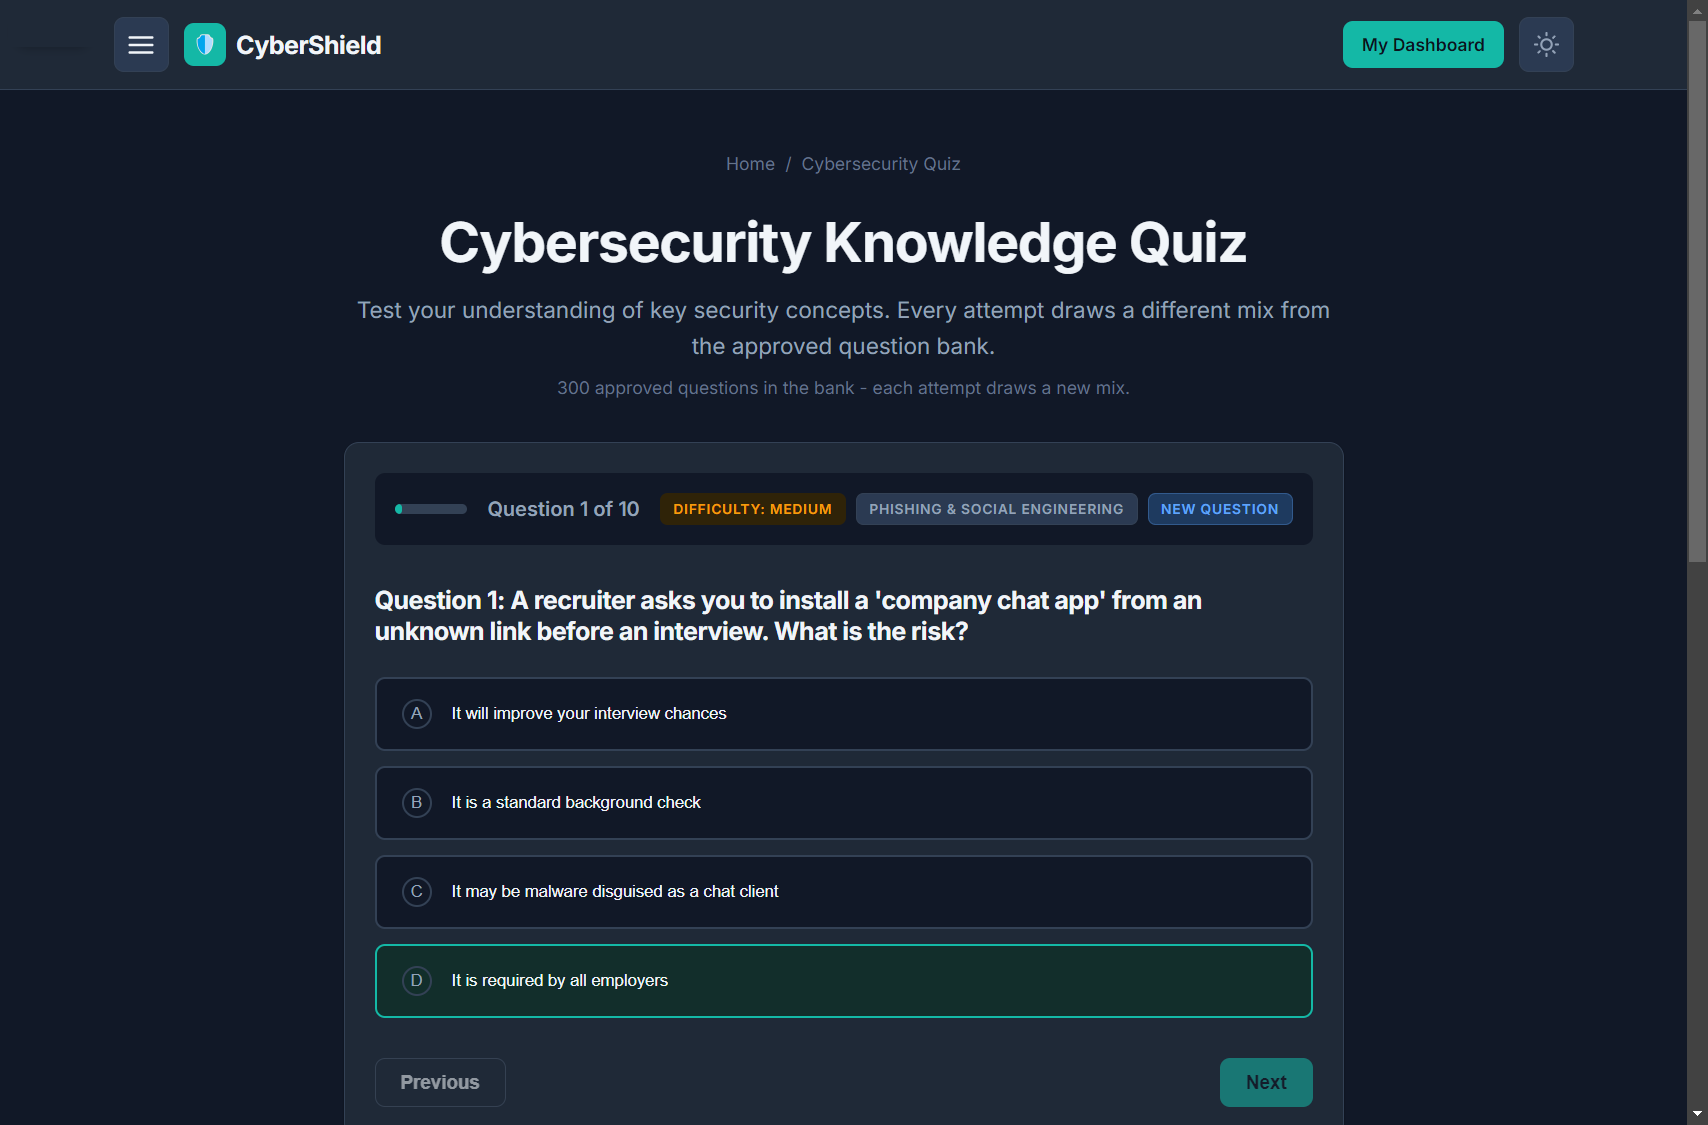 CyberShield
My Dashboard
Home / Cybersecurity Quiz
Cybersecurity Knowledge Quiz
Test your understanding of key security concepts. Every attempt draws a different mix from
the approved question bank.
300 approved questions in the bank - each attempt draws a new mix.
Question 1 of 10
DIFFICULTY: MEDIUM
PHISHING & SOCIAL ENGINEERING
NEW QUESTION
Question 1: A recruiter asks you to install a 'company chat app' from an
unknown link before an interview. What is the risk?
A It will improve your interview chances
B It is a standard background check
C It may be malware disguised as a chat client
D It is required by all employers
Previous
Next